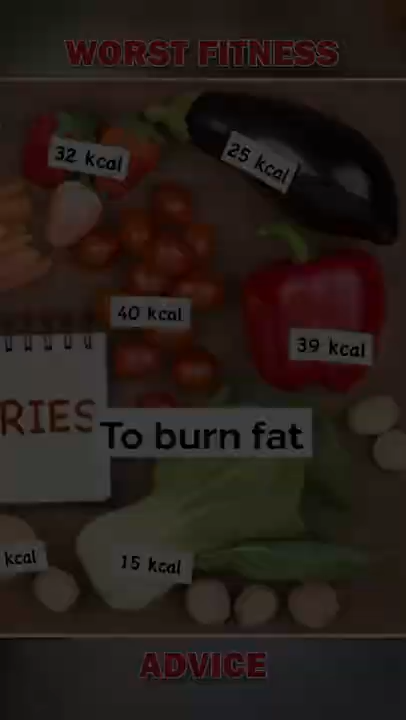 WORST FITNESS
32 kcal
25 kcal
40 kcal
39 kcal
RIES
To burn fat
kcal
15 kcal
ADVICE